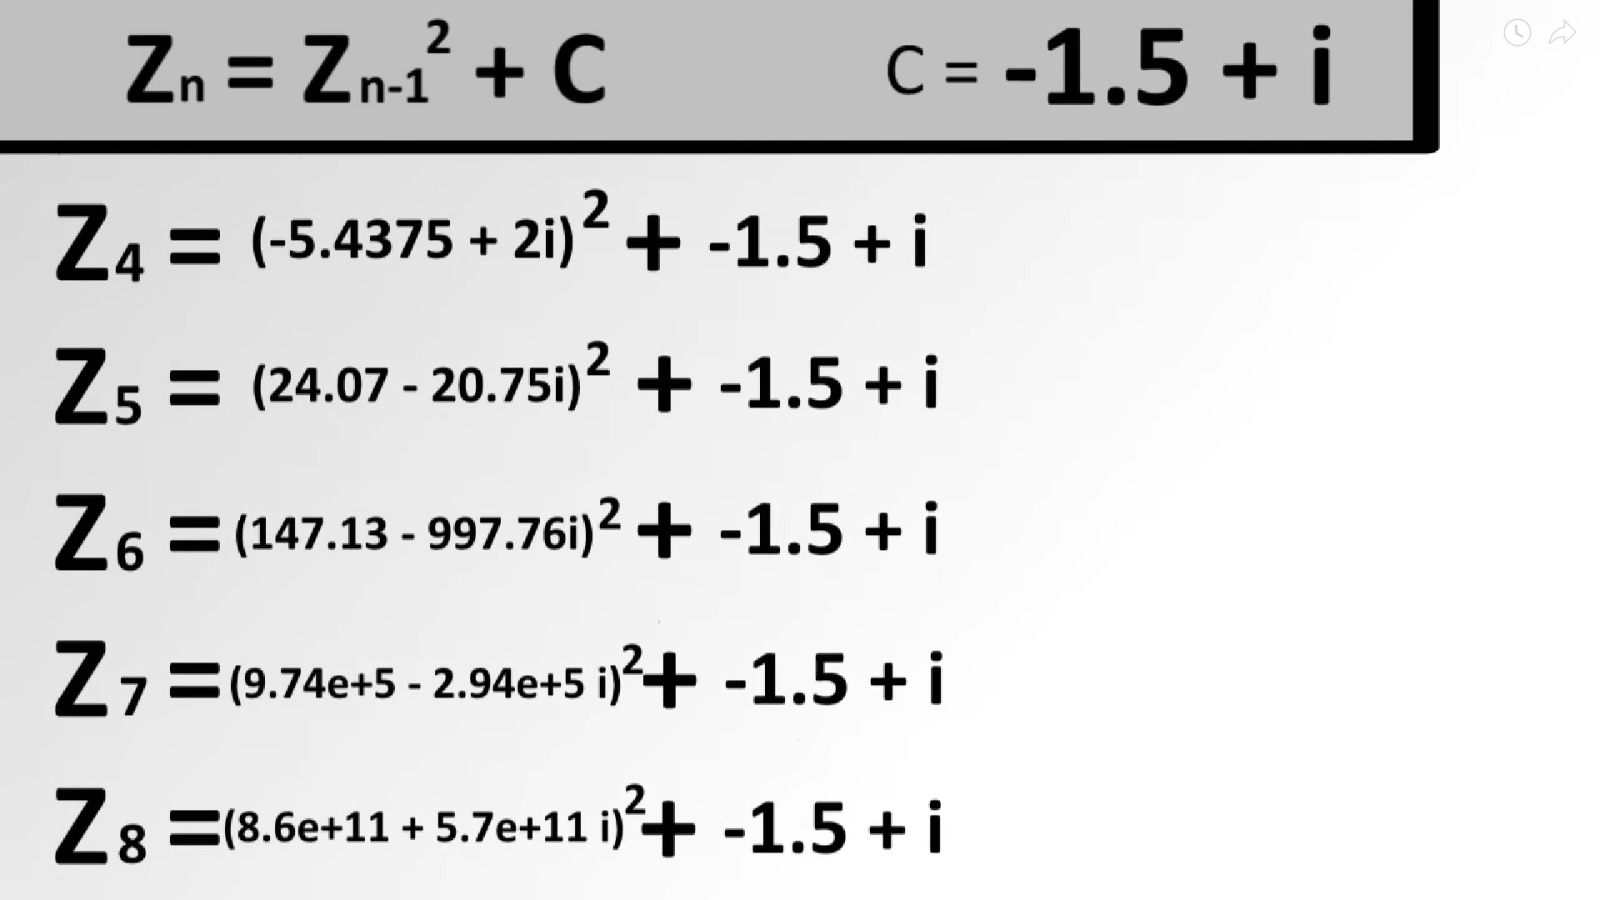 Zn = Zn-1² + C
C = -1.5 + i
Z4 = (-5.4375 + 2i)² + -1.5 + i
Z5 = (24.07 - 20.75i)² + -1.5 + i
Z6 = (147.13 - 997.76i)² + -1.5 + i
Z7 = (9.74e+5 - 2.94e+5 i)² + -1.5 + i
Z8 = (8.6e+11 + 5.7e+11 i)² + -1.5 + i